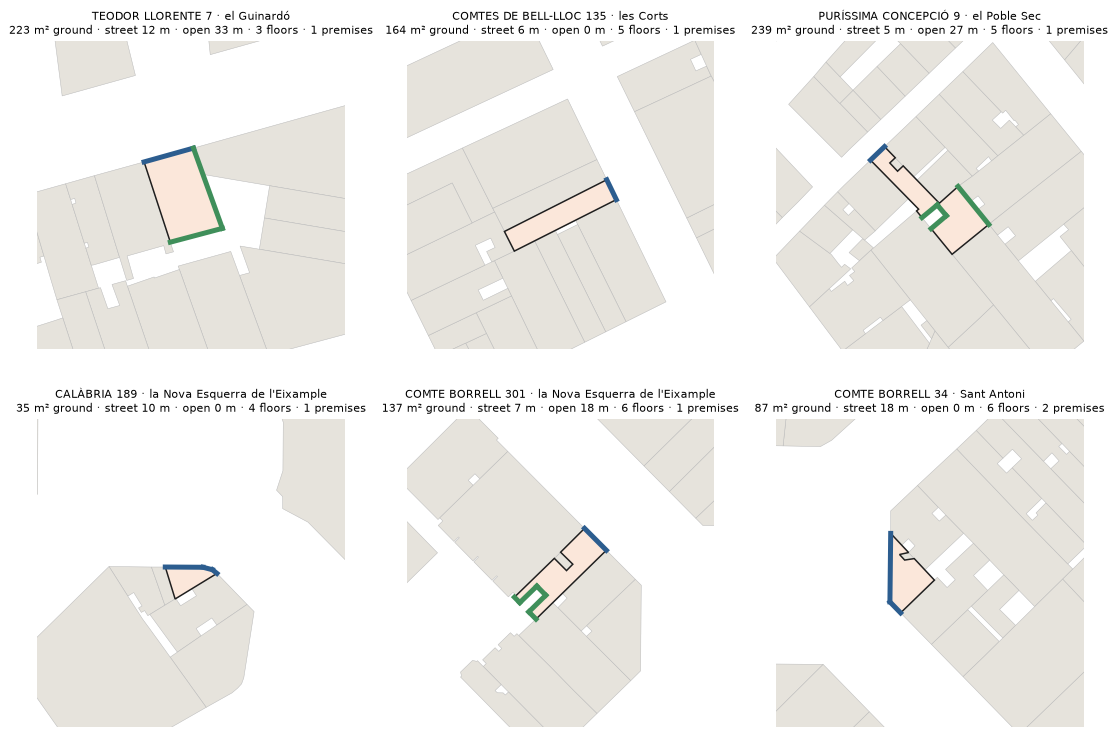 TEODOR LLORENTE 7 · el Guinardó
223 m² ground · street 12 m · open 33 m · 3 floors · 1 premises
COMTES DE BELL-LLOC 135 · les Corts
164 m² ground · street 6 m · open 0 m · 5 floors · 1 premises
PURÍSSIMA CONCEPCIÓ 9 · el Poble Sec
239 m² ground · street 5 m · open 27 m · 5 floors · 1 premises
CALÀBRIA 189 · la Nova Esquerra de l'Eixample
35 m² ground · street 10 m · open 0 m · 4 floors · 1 premises
COMTE BORRELL 301 · la Nova Esquerra de l'Eixample
137 m² ground · street 7 m · open 18 m · 6 floors · 1 premises
COMTE BORRELL 34 · Sant Antoni
87 m² ground · street 18 m · open 0 m · 6 floors · 2 premises